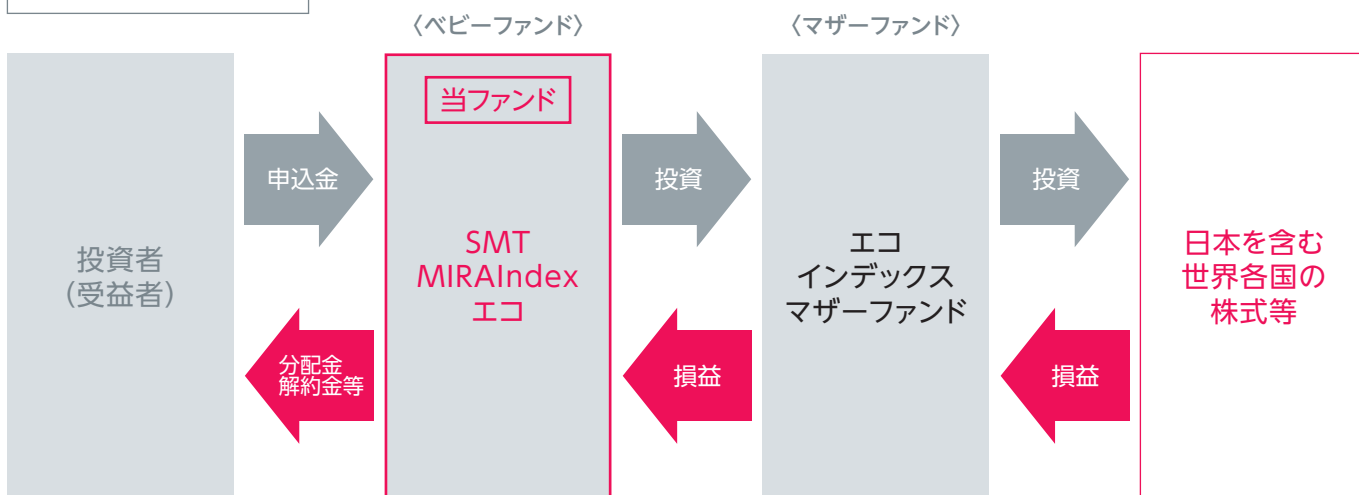 〈ベビーファンド〉
〈マザーファンド〉
当ファンド
申込金
投資
投資
投資者
(受益者)
SMT
MIRAIndex
エコ
エコ
インデックス
マザーファンド
日本を含む
世界各国の
株式等
分配金
解約金等
損益
損益